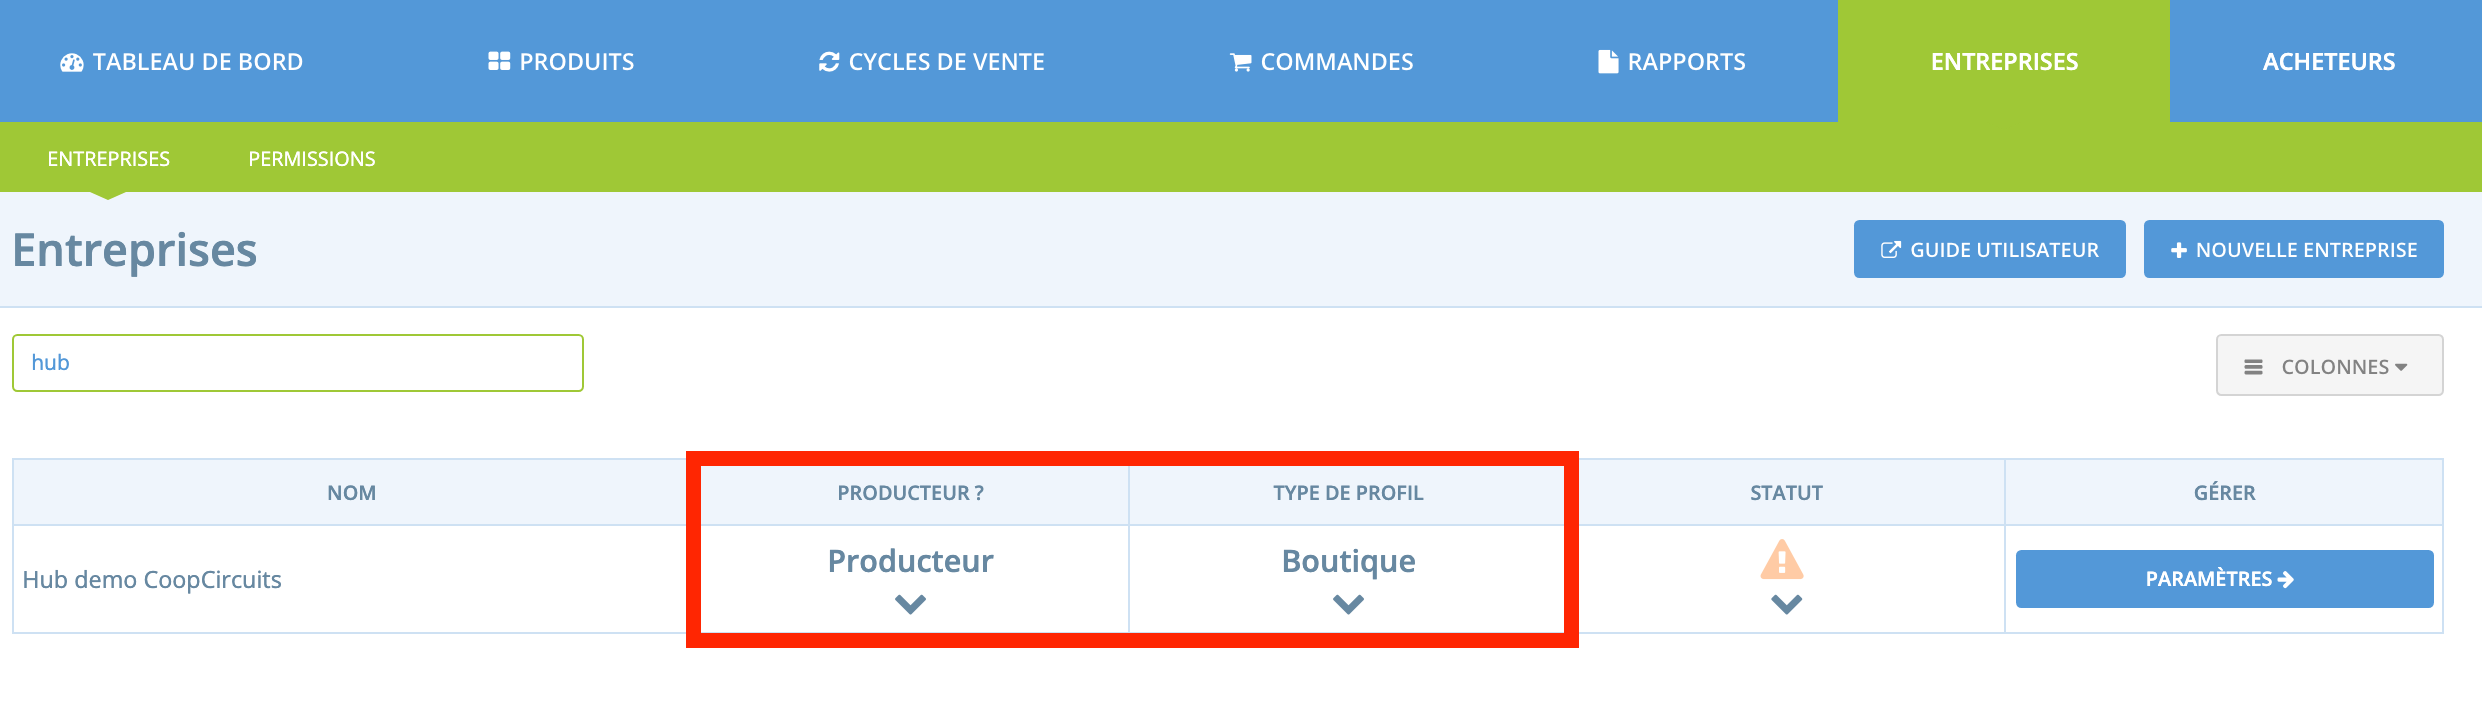 TABLEAU DE BORD PRODUITS CYCLES DE VENTE COMMANDES RAPPORTS ENTREPRISES ACHETEURS
ENTREPRISES PERMISSIONS
Entreprises GUIDE UTILISATEUR NOUVELLE ENTREPRISE
hub COLONNES
NOM PRODUCTEUR ? TYPE DE PROFIL STATUT GÉRER
Hub demo CoopCircuits Producteur Boutique PARAMÈTRES